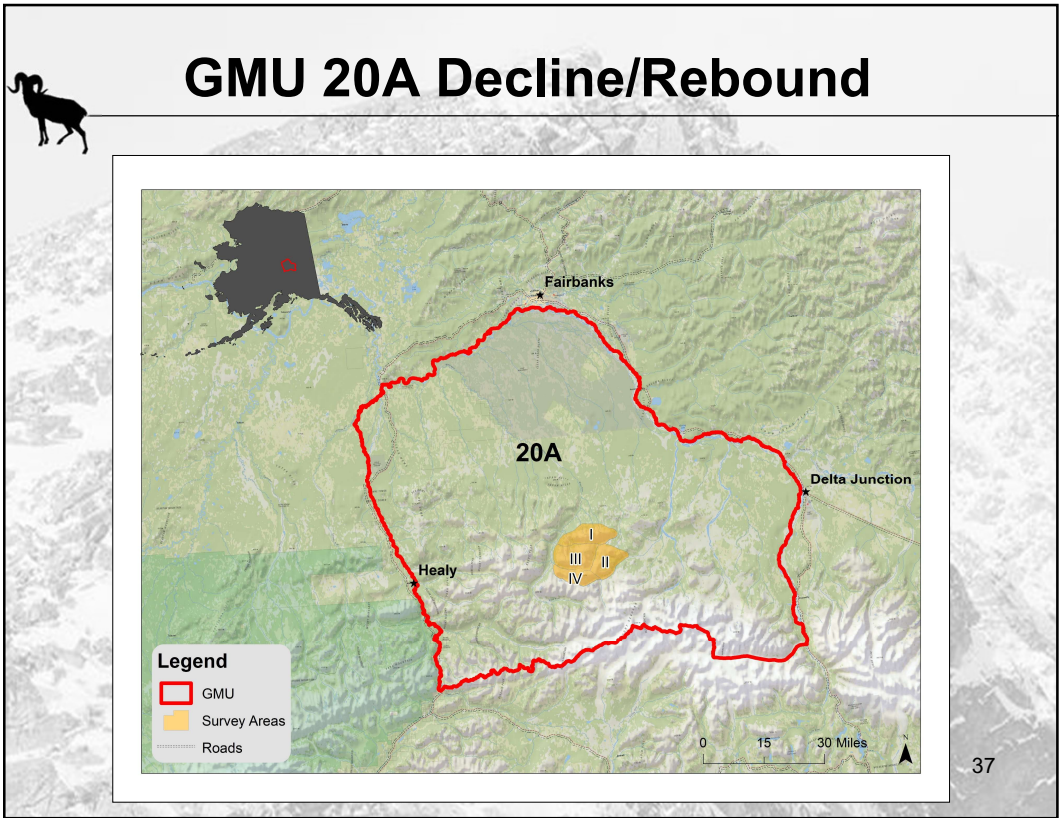 GMU 20A Decline/Rebound
Fairbanks
20A
Delta Junction
I
III
II
IV
Healy
Legend
GMU
Survey Areas
Roads
0 15 30 Miles
N
37